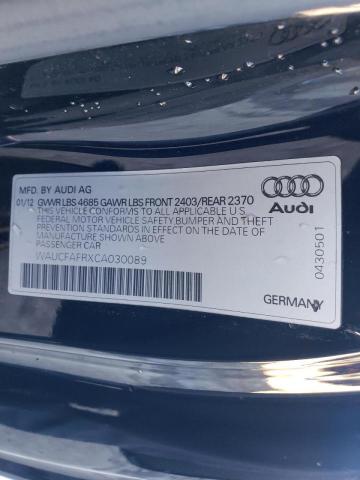 MFD. BY AUDI AG
01/12 GVWR LBS 4685 GAWR LBS FRONT 2403/REAR 2370
THIS VEHICLE CONFORMS TO ALL APPLICABLE U.S.
FEDERAL MOTOR VEHICLE SAFETY,BUMPER AND THEFT
PREVENTION STANDARDS IN EFFECT ON THE DATE OF
MANUFACTURE SHOWN ABOVE
PASSENGER CAR
WAUCFAFRXCA030089
Audi
0430501
GERMANY